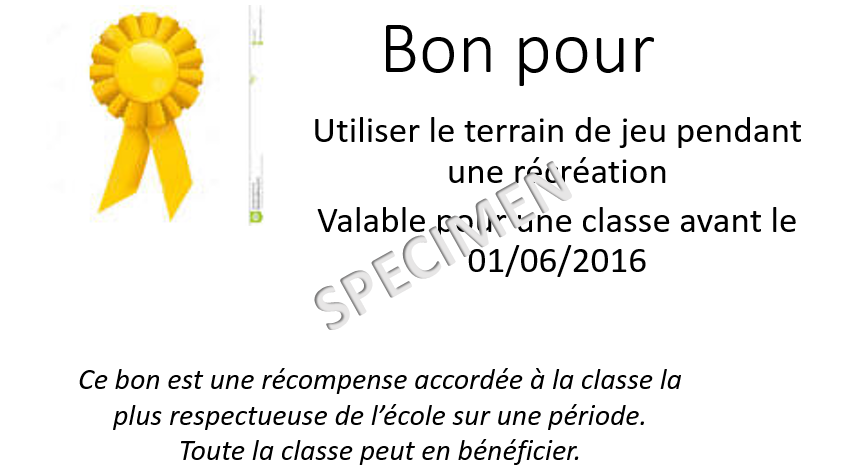 Bon pour
Utiliser le terrain de jeu pendant
une récréation
Valable pour une classe avant le
01/06/2016
SPECIMEN
Ce bon est une récompense accordée à la classe la
plus respectueuse de l’école sur une période.
Toute la classe peut en bénéficier.